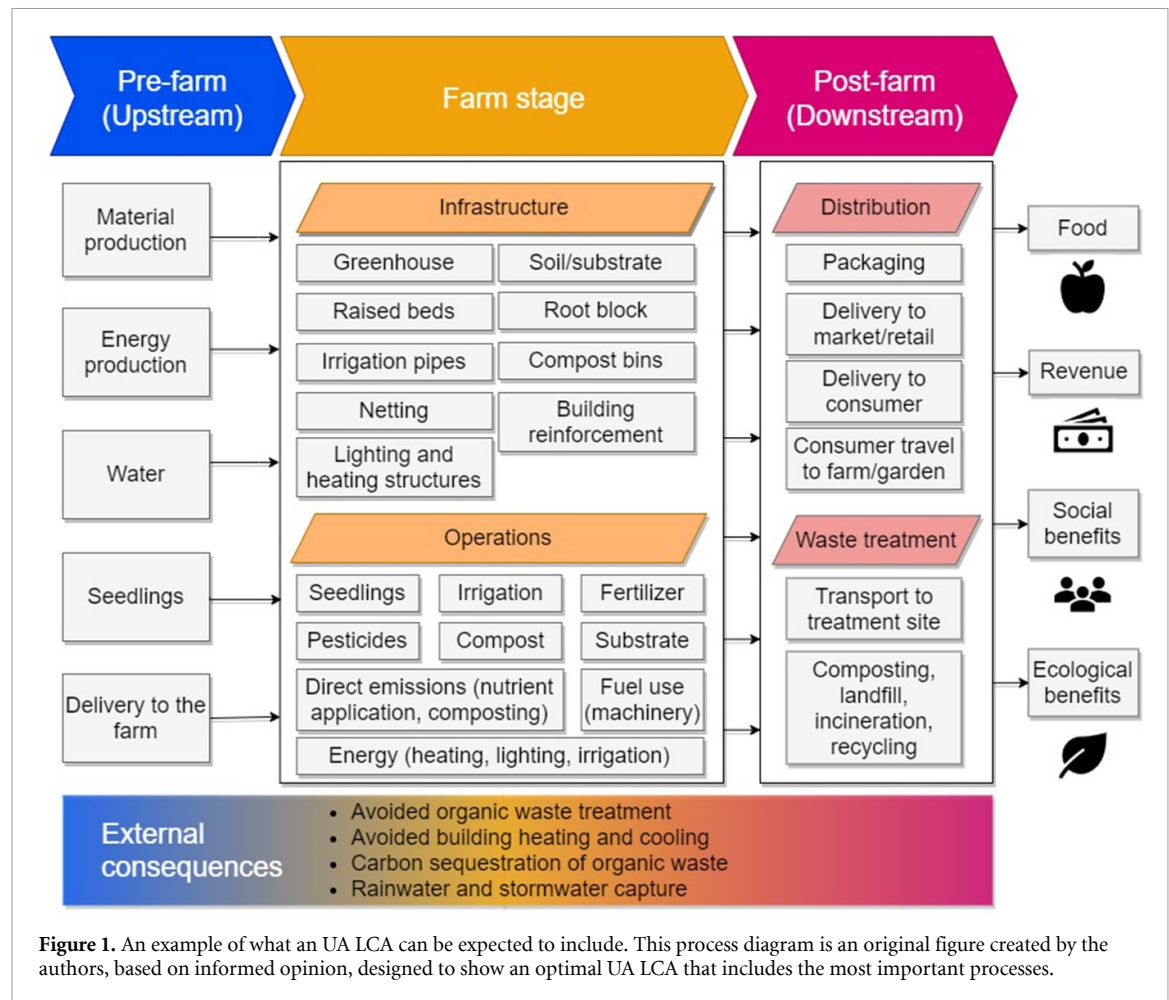 Pre-farm
(Upstream)
Farm stage
Post-farm
(Downstream)
Material
production
Energy
production
Water
Seedlings
Delivery to the
farm
Infrastructure
Greenhouse
Soil/substrate
Raised beds
Root block
Irrigation pipes
Compost bins
Netting
Building
reinforcement
Lighting and
heating structures
Operations
Seedlings
Irrigation
Fertilizer
Pesticides
Compost
Substrate
Direct emissions (nutrient
application, composting)
Fuel use
(machinery)
Energy (heating, lighting, irrigation)
Distribution
Packaging
Delivery to
market/retail
Delivery to
consumer
Consumer travel
to farm/garden
Waste treatment
Transport to
treatment site
Composting,
landfill,
incineration,
recycling
Food
Revenue
Social
benefits
Ecological
benefits
External
consequences
• Avoided organic waste treatment
• Avoided building heating and cooling
• Carbon sequestration of organic waste
• Rainwater and stormwater capture
Figure 1. An example of what an UA LCA can be expected to include. This process diagram is an original figure created by the
authors, based on informed opinion, designed to show an optimal UA LCA that includes the most important processes.